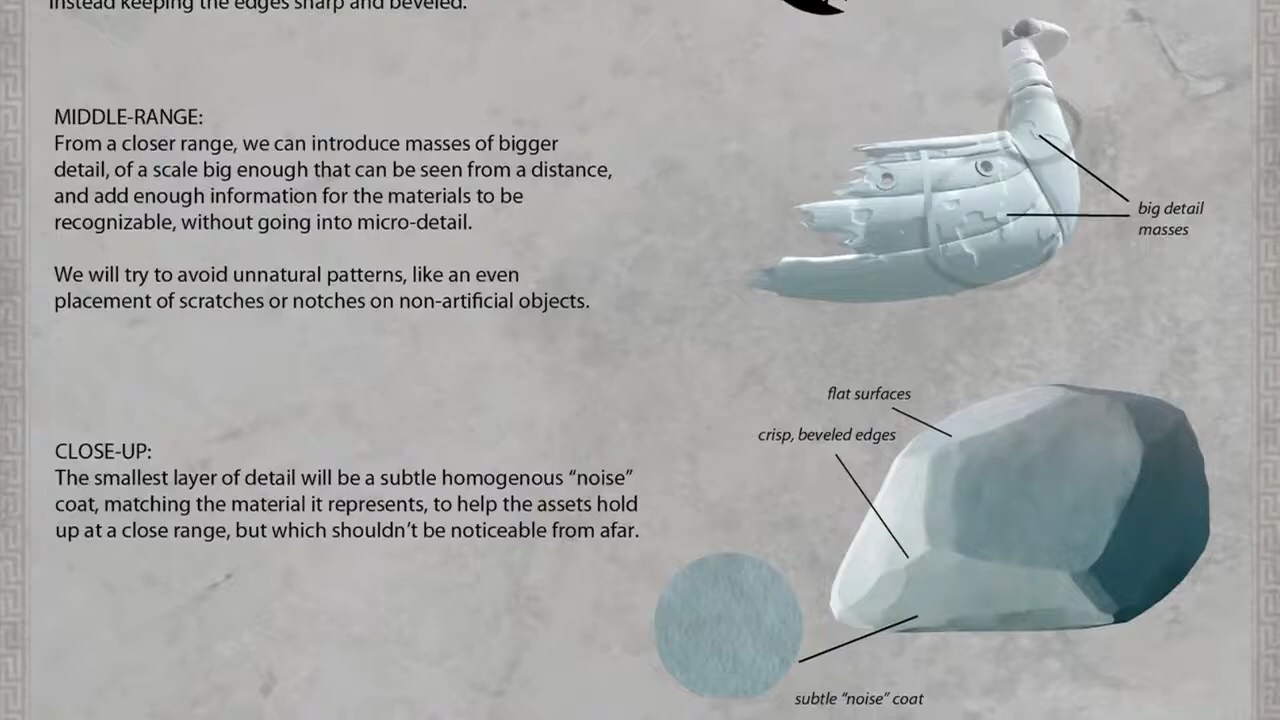 instead keeping the edges sharp and beveled.
MIDDLE-RANGE:
From a closer range, we can introduce masses of bigger
detail, of a scale big enough that can be seen from a distance,
and add enough information for the materials to be
recognizable, without going into micro-detail.
We will try to avoid unnatural patterns, like an even
placement of scratches or notches on non-artificial objects.
big detail
masses
CLOSE-UP:
The smallest layer of detail will be a subtle homogenous “noise”
coat, matching the material it represents, to help the assets hold
up at a close range, but which shouldn’t be noticeable from afar.
flat surfaces
crisp, beveled edges
subtle “noise” coat